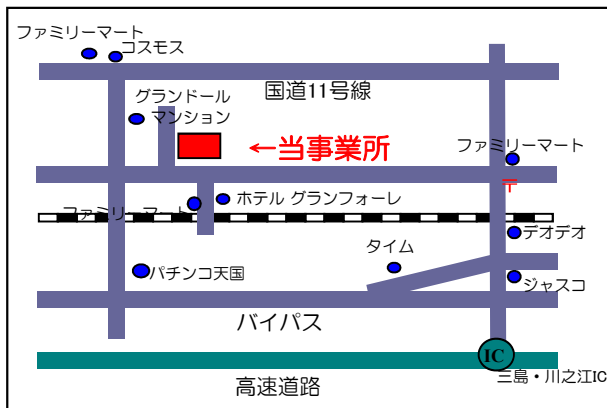 ファミリーマート
コスモス
国道11号線
グランドール
マンション
←当事業所
ファミリーマート
〒
ホテル グランフォーレ
ファミリーマート
デオデオ
タイム
パチンコ天国
ジャスコ
バイパス
IC
三島・川之江IC
高速道路